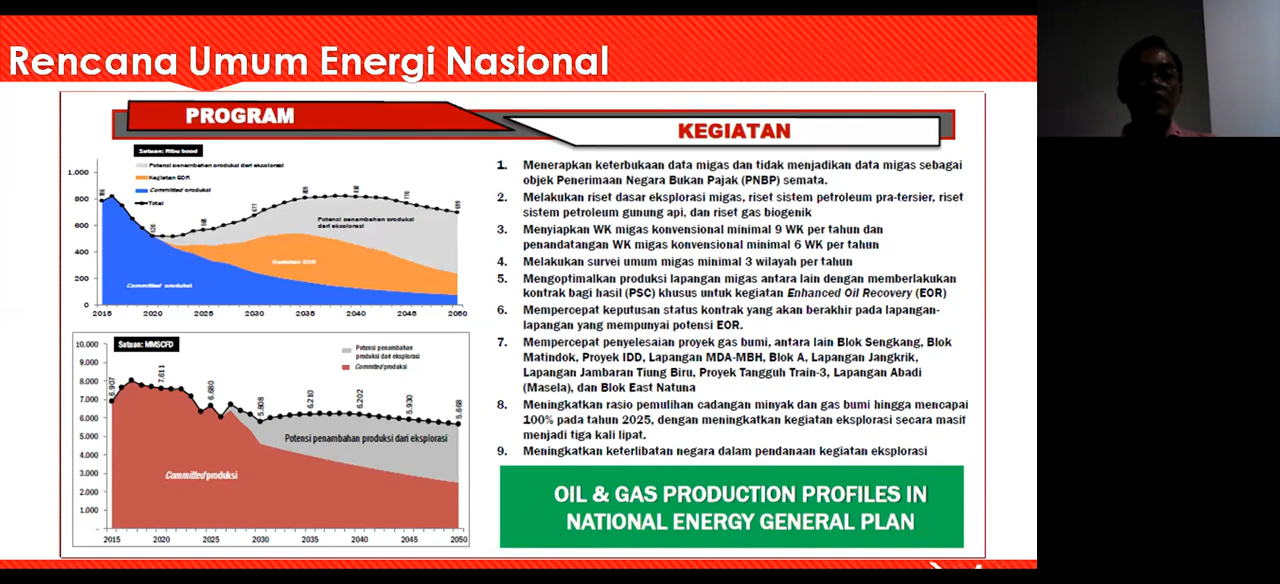 Rencana Umum Energi Nasional
PROGRAM
KEGIATAN
Satuan: Ribu boed
Potensi penambahan produksi dari eksplorasi
Kegiatan EOR
Committed produksi
Total
1.000
800
600
400
200
0
Potensi penambahan produksi
dari eksplorasi
Kegiatan EOR
Committed produksi
2020
2025
2030
2035
2040
2045
Satuan: MMSCFD
Potensi penambahan
produksi dari eksplorasi
Committed produksi
10.000
9.000
8.000
7.000
6.000
5.000
4.000
3.000
2.000
1.000
-
6.907
7.611
6.680
5.808
6.210
6.202
5.930
5.668
Potensi penambahan produksi dari eksplorasi
Committed produksi
2015
2020
2025
2030
2035
2040
2045
2050
1. Menerapkan keterbukaan data migas dan tidak menjadikan data migas sebagai
objek Penerimaan Negara Bukan Pajak (PNBP) semata.
2. Melakukan riset dasar eksplorasi migas, riset sistem petroleum pra-tersier, riset
sistem petroleum gunung api, dan riset gas biogenik
3. Menyiapkan WK migas konvensional minimal 9 WK per tahun dan
penandatangan WK migas konvensional minimal 6 WK per tahun
4. Melakukan survei umum migas minimal 3 wilayah per tahun
5. Mengoptimalkan produksi lapangan migas antara lain dengan memberlakukan
kontrak bagi hasil (PSC) khusus untuk kegiatan Enhanced Oil Recovery (EOR)
6. Mempercepat keputusan status kontrak yang akan berakhir pada lapangan-
lapangan yang mempunyai potensi EOR.
7. Mempercepat penyelesaian proyek gas bumi, antara lain Blok Sengkang, Blok
Matindok, Proyek IDD, Lapangan MDA-MBH, Blok A, Lapangan Jangkrik,
Lapangan Jambaran Tiung Biru, Proyek Tangguh Train-3, Lapangan Abadi
(Masela), dan Blok East Natuna
8. Meningkatkan rasio pemulihan cadangan minyak dan gas bumi hingga mencapai
100% pada tahun 2025, dengan meningkatkan kegiatan eksplorasi secara masif
menjadi tiga kali lipat.
9. Meningkatkan keterlibatan negara dalam pendanaan kegiatan eksplorasi
OIL & GAS PRODUCTION PROFILES IN
NATIONAL ENERGY GENERAL PLAN